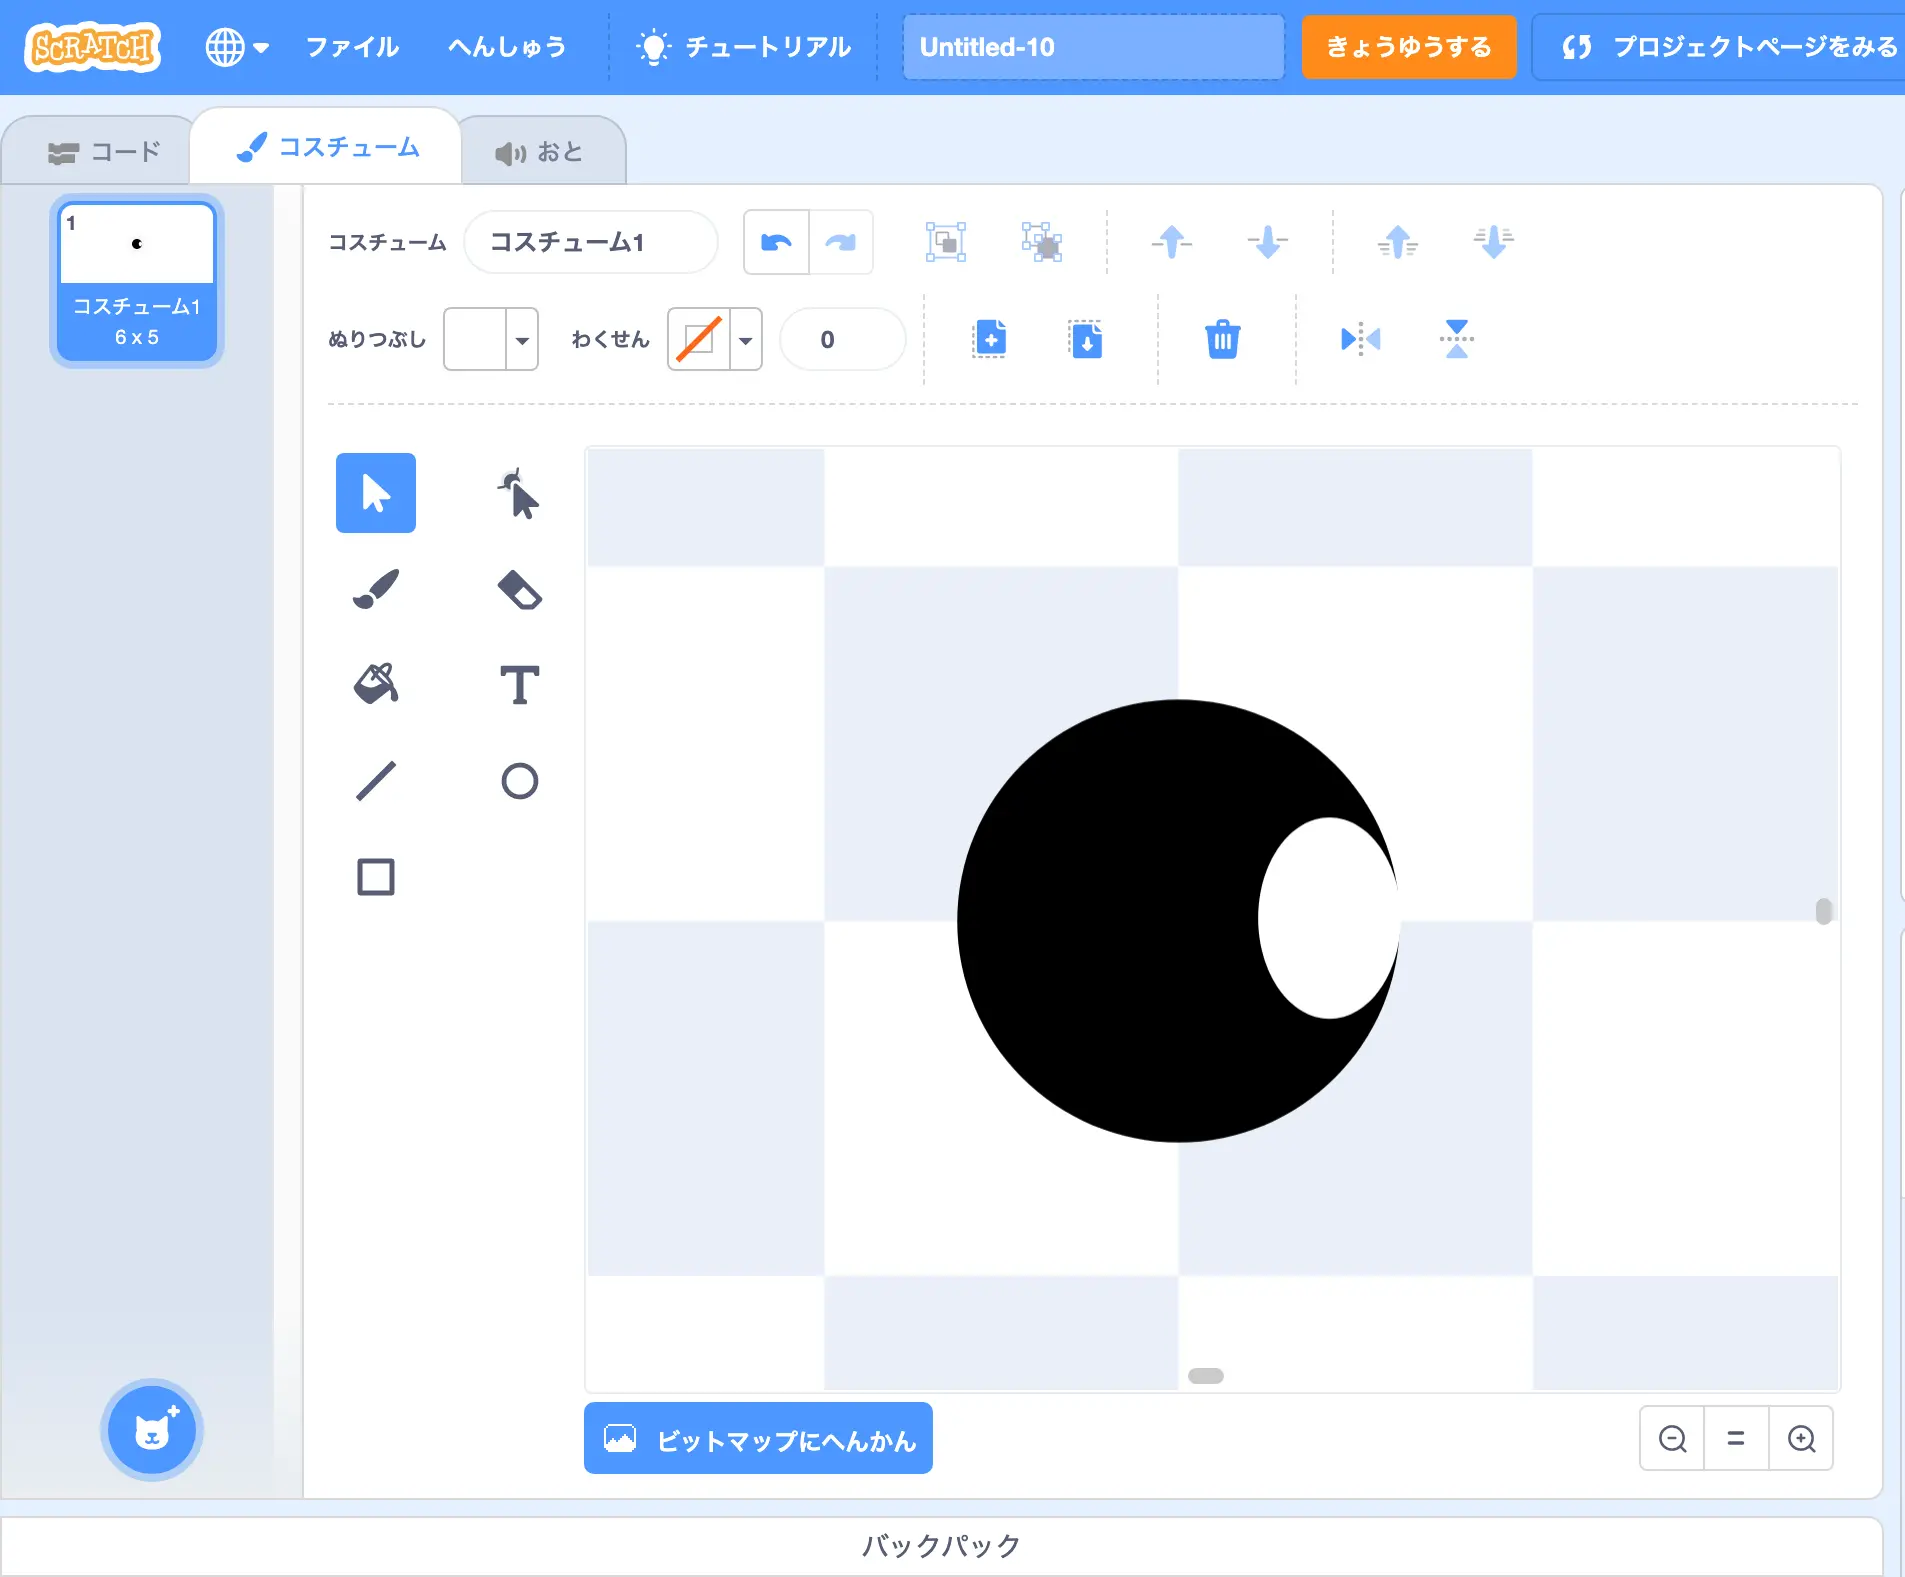 SCRATCH ファイル へんしゅう チュートリアル Untitled-10 きょうゆうする プロジェクトページをみる
コード コスチューム おと
1
コスチューム1
6 x 5
コスチューム コスチューム1
ぬりつぶし わくせん 0
T
ビットマップにへんかん
バックパック